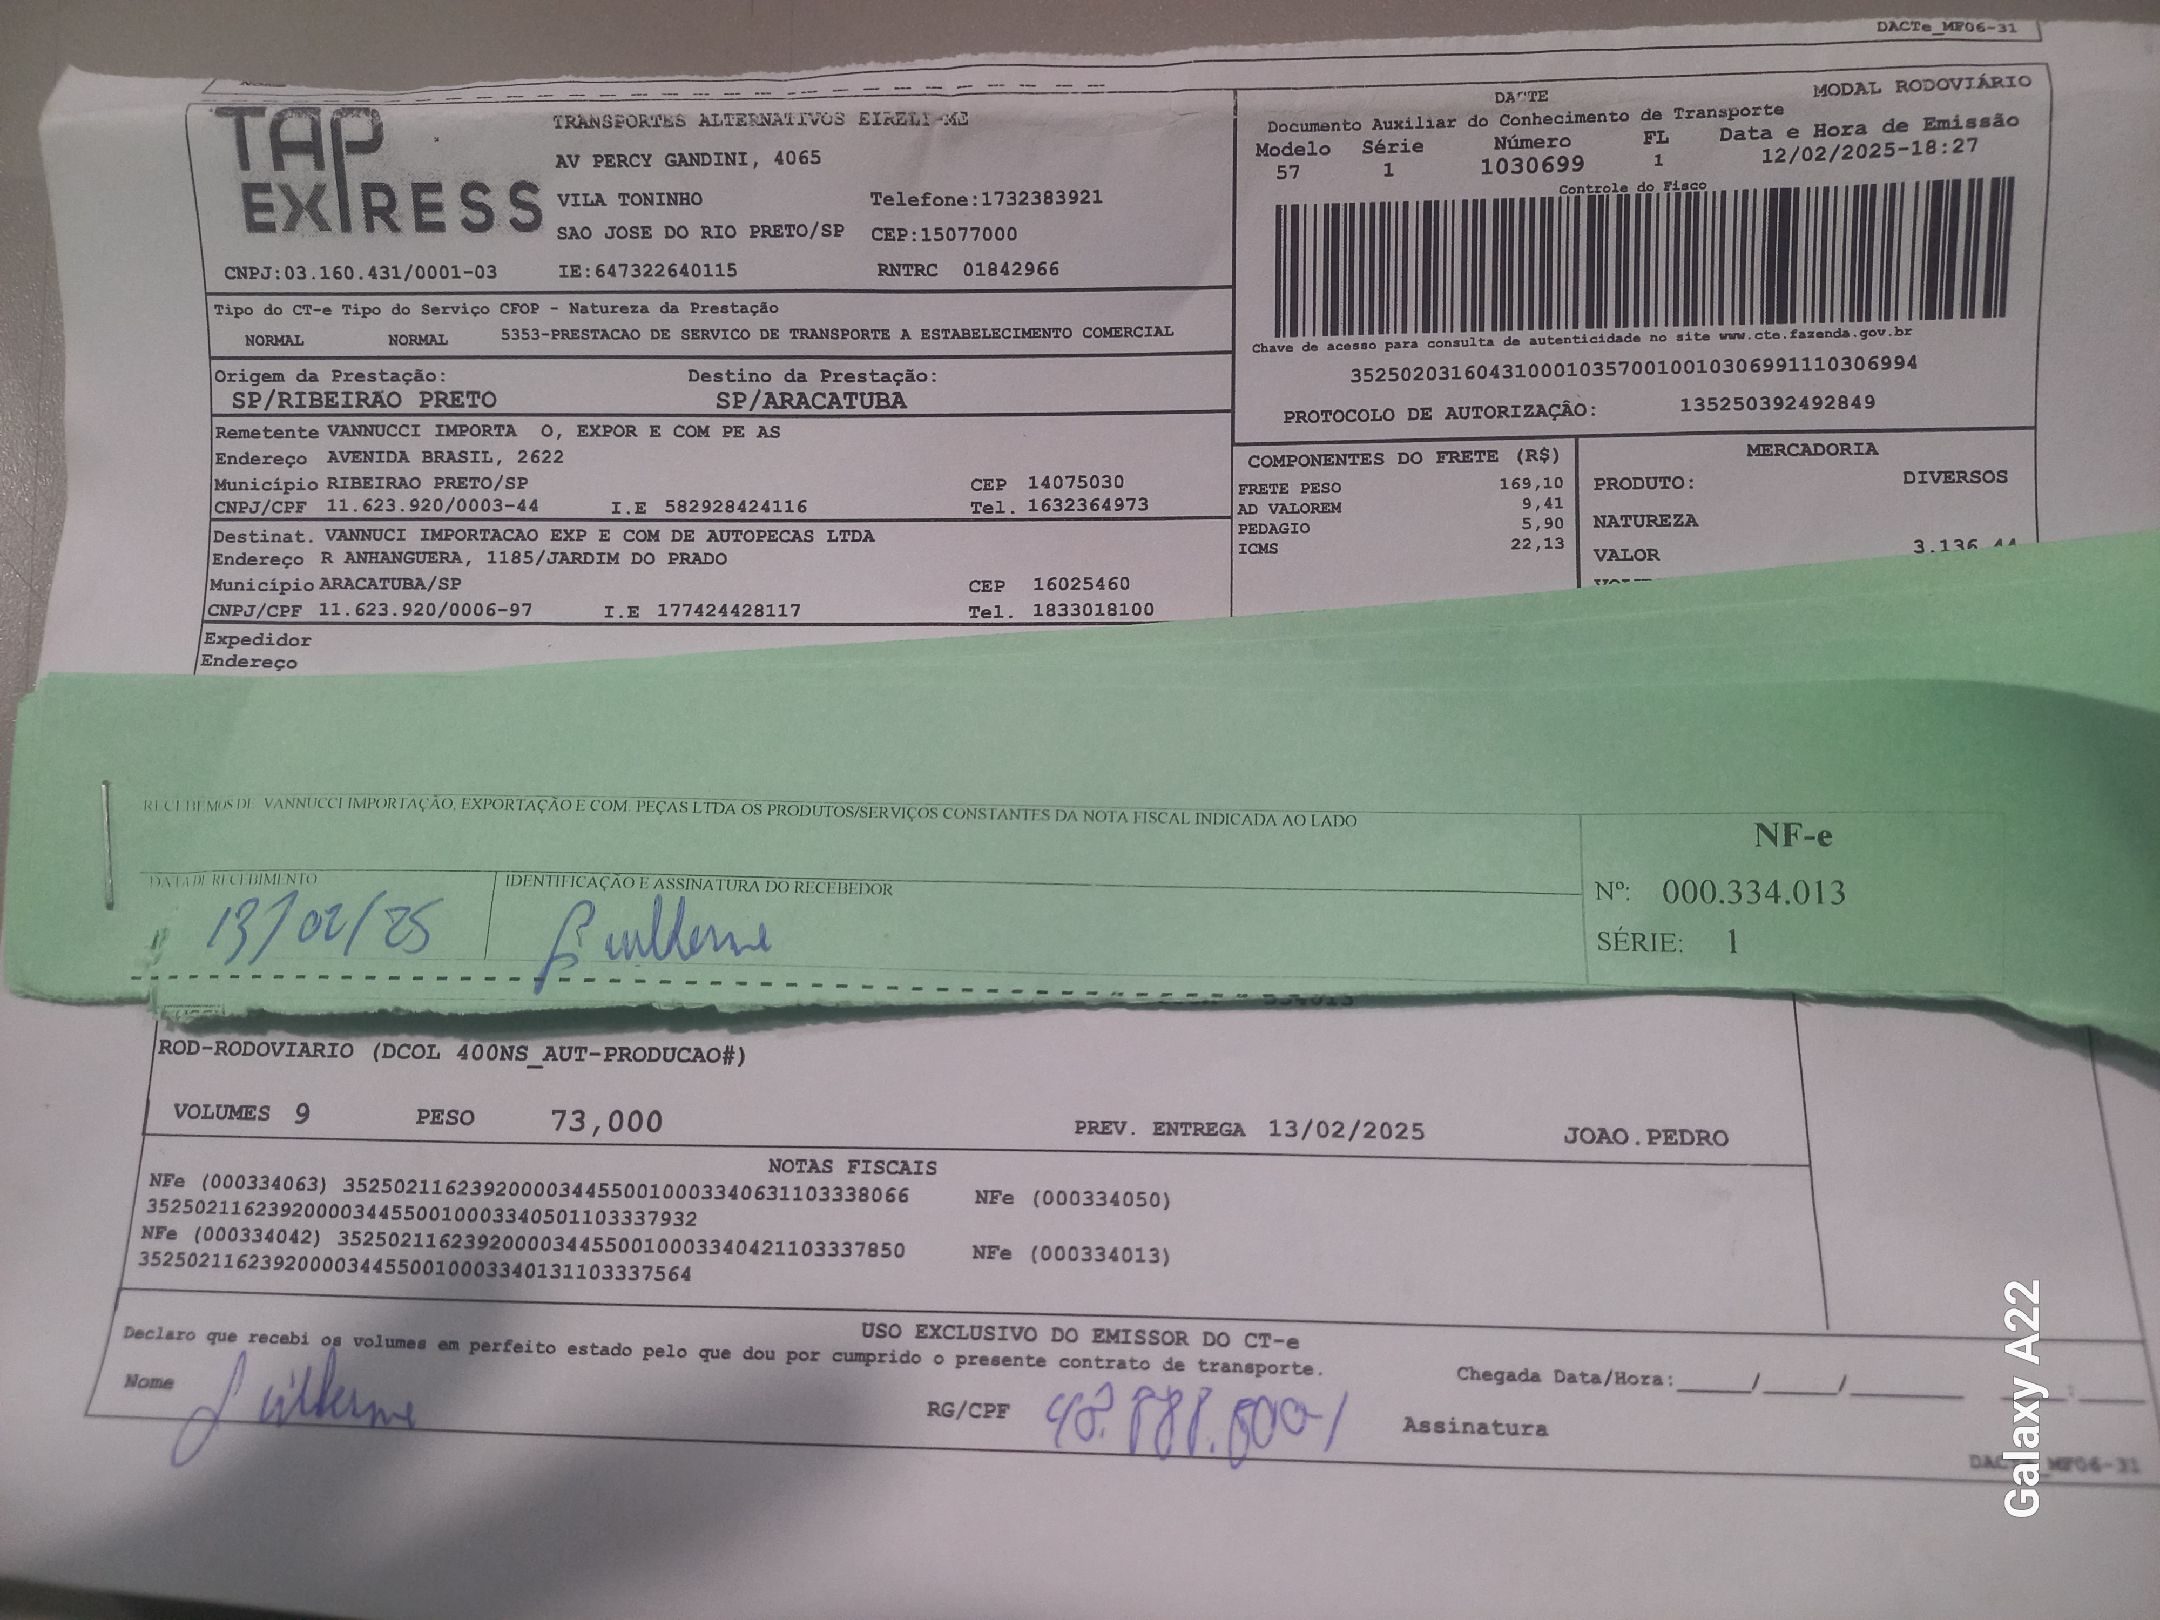 DACTe_MF06-31
TAP EXPRESS
TRANSPORTES ALTERNATIVOS EIRELI-ME
AV PERCY GANDINI, 4065
VILA TONINHO Telefone:1732383921
SAO JOSE DO RIO PRETO/SP CEP:15077000
CNPJ:03.160.431/0001-03 IE:647322640115 RNTRC 01842966
DACTE MODAL RODOVIÁRIO
Documento Auxiliar do Conhecimento de Transporte
Modelo Série Número FL Data e Hora de Emissão
57 1 1030699 1 12/02/2025-18:27
Controle do Fisco
Chave de acesso para consulta de autenticidade no site www.cte.fazenda.gov.br
35250203160431000103570010010306991110306994
PROTOCOLO DE AUTORIZAÇÃO: 135250392492849
Tipo do CT-e Tipo do Serviço CFOP - Natureza da Prestação
NORMAL NORMAL 5353-PRESTACAO DE SERVICO DE TRANSPORTE A ESTABELECIMENTO COMERCIAL
Origem da Prestação: Destino da Prestação:
SP/RIBEIRAO PRETO SP/ARACATUBA
Remetente VANNUCCI IMPORTA O, EXPOR E COM PE AS
Endereço AVENIDA BRASIL, 2622
Município RIBEIRAO PRETO/SP CEP 14075030
CNPJ/CPF 11.623.920/0003-44 I.E 582928424116 Tel. 1632364973
Destinat. VANNUCI IMPORTACAO EXP E COM DE AUTOPECAS LTDA
Endereço R ANHANGUERA, 1185/JARDIM DO PRADO
Município ARACATUBA/SP CEP 16025460
CNPJ/CPF 11.623.920/0006-97 I.E 177424428117 Tel. 1833018100
Expedidor
Endereço
COMPONENTES DO FRETE (R$)
FRETE PESO 169,10
AD VALOREM 9,41
PEDAGIO 5,90
ICMS 22,13
MERCADORIA
PRODUTO: DIVERSOS
NATUREZA
VALOR 3.136,44
RECEBEMOS DE VANNUCCI IMPORTAÇÃO, EXPORTAÇÃO E COM. PEÇAS LTDA OS PRODUTOS/SERVIÇOS CONSTANTES DA NOTA FISCAL INDICADA AO LADO
DATA DE RECEBIMENTO IDENTIFICAÇÃO E ASSINATURA DO RECEBEDOR
13/02/25 Guilherme
NF-e
Nº: 000.334.013
SÉRIE: 1
334013
ROD-RODOVIARIO (DCOL 400NS_AUT-PRODUCAO#)
VOLUMES 9 PESO 73,000 PREV. ENTREGA 13/02/2025 JOAO.PEDRO
NOTAS FISCAIS
NFe (000334063) 35250211623920000344550010003340631103338066 NFe (000334050)
35250211623920000344550010003340501103337932
NFe (000334042) 35250211623920000344550010003340421103337850 NFe (000334013)
35250211623920000344550010003340131103337564
USO EXCLUSIVO DO EMISSOR DO CT-e
Declaro que recebi os volumes em perfeito estado pelo que dou por cumprido o presente contrato de transporte.
Nome Guilherme RG/CPF Assinatura
Chegada Data/Hora:_____/_____/_______ ____:____
Galaxy A22